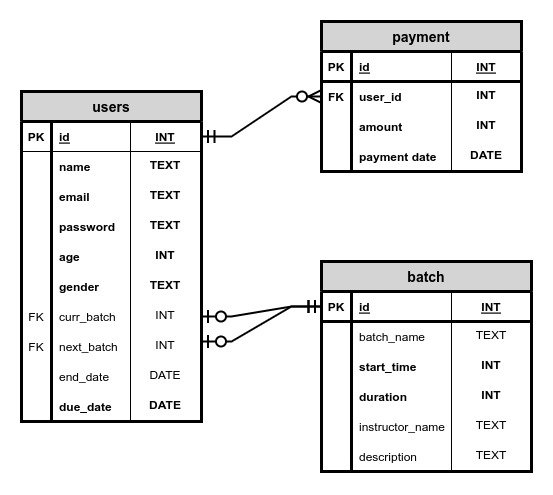 payment
PK id INT
FK user_id INT
amount INT
payment date DATE
users
PK id INT
name TEXT
email TEXT
password TEXT
age INT
gender TEXT
FK curr_batch INT
FK next_batch INT
end_date DATE
due_date DATE
batch
PK id INT
batch_name TEXT
start_time INT
duration INT
instructor_name TEXT
description TEXT